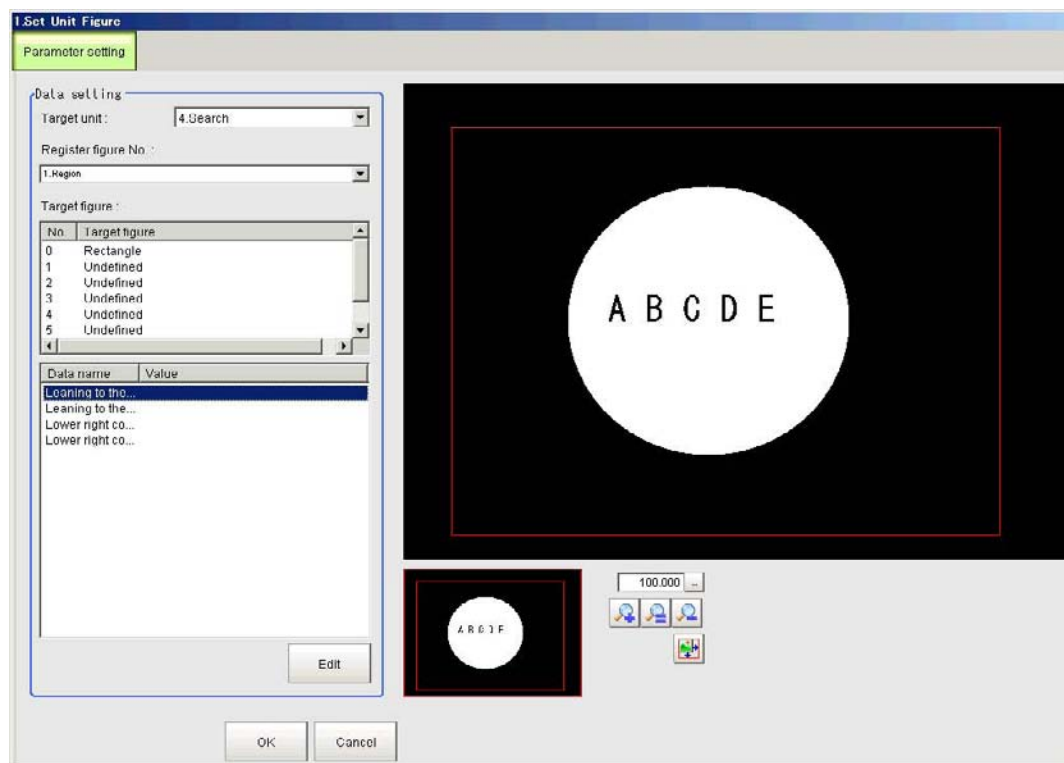 1.Set Unit Figure
Parameter setting
Data setting
Target unit :
4.Search
Register figure No. :
1.Region
Target figure :
No. Target figure
0 Rectangle
1 Undefined
2 Undefined
3 Undefined
4 Undefined
5 Undefined
Data name Value
Leaning to the...
Leaning to the...
Lower right co...
Lower right co...
Edit
OK Cancel
A B C D E
A B C D E
100.000 ...